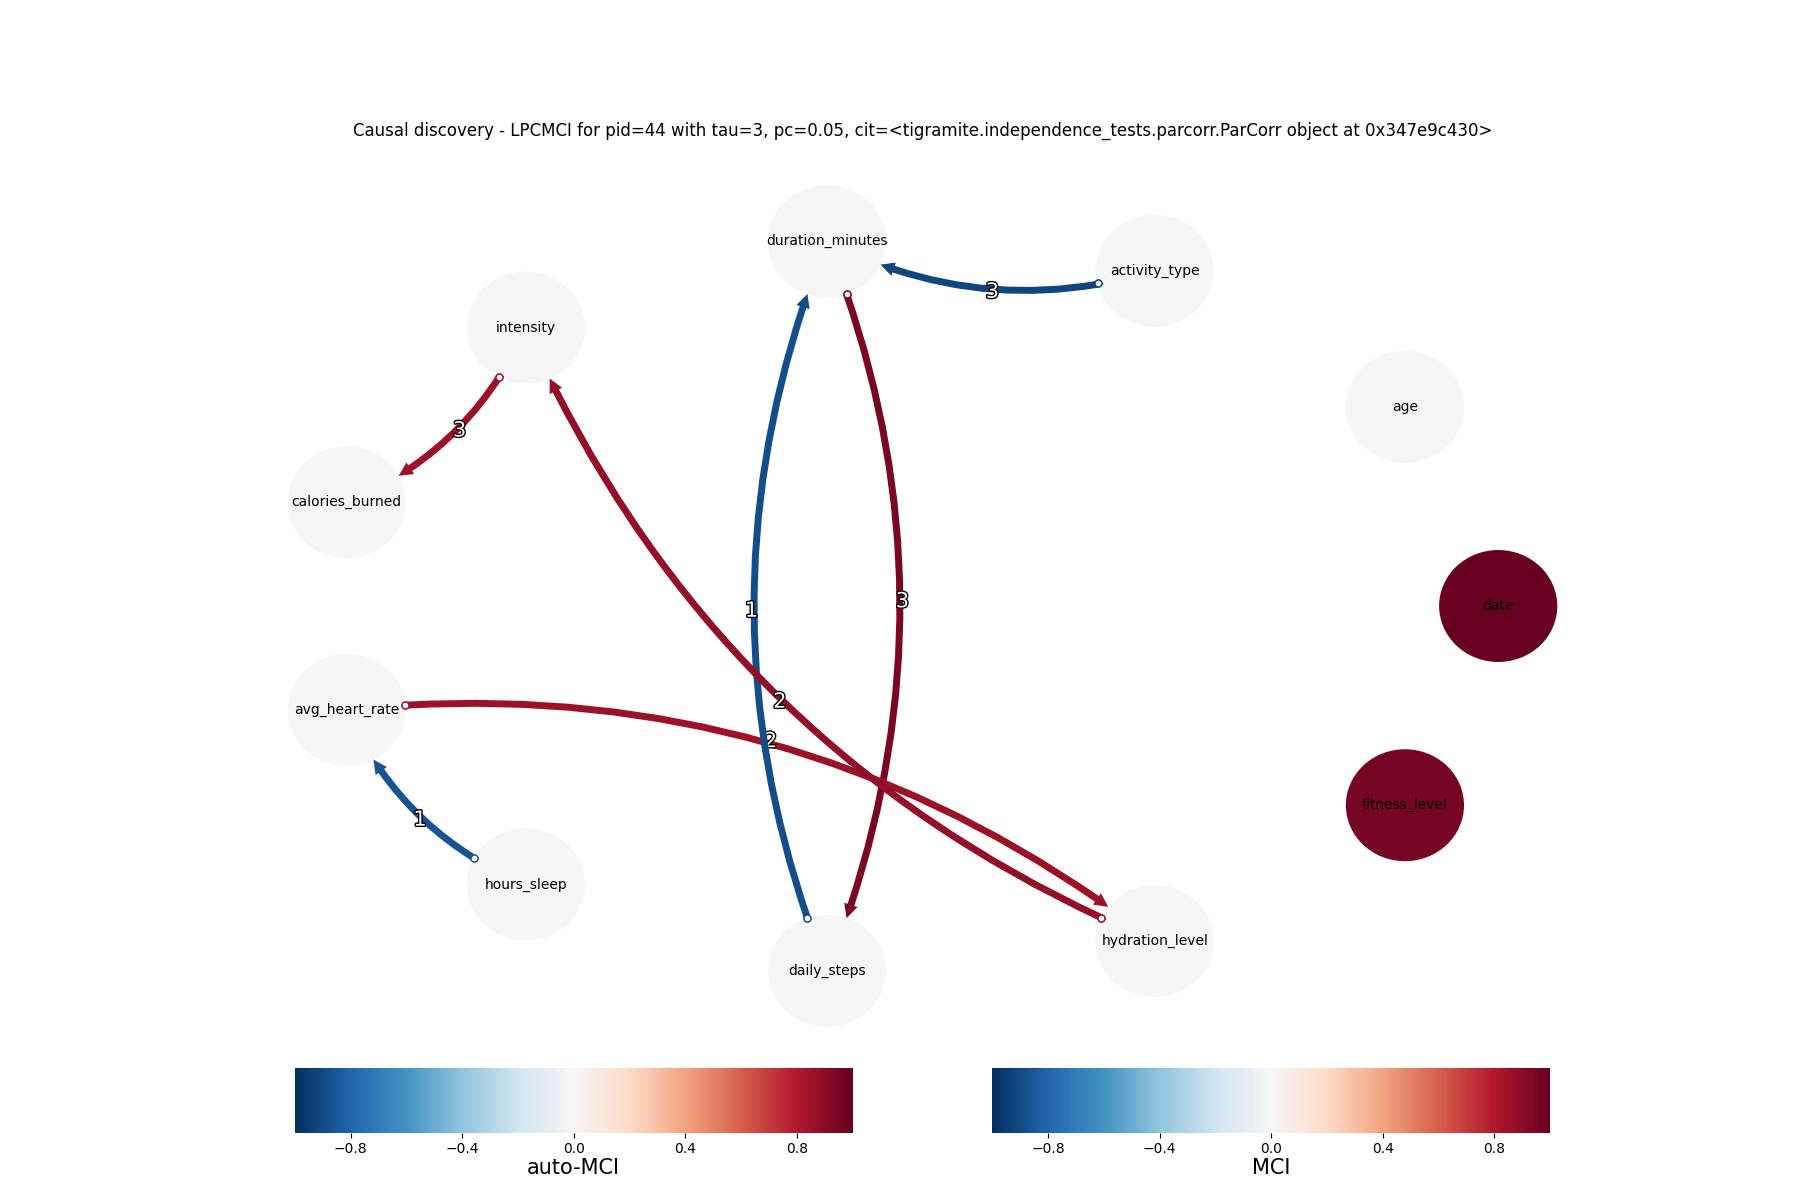 Causal discovery - LPCMCI for pid=44 with tau=3, pc=0.05, cit=<tigramite.independence_tests.parcorr.ParCorr object at 0x347e9c430>
duration_minutes
activity_type
3
intensity
age
3
calories_burned
date
1
3
2
avg_heart_rate
2
fitness_level
1
hours_sleep
hydration_level
daily_steps
−0.8 −0.4 0.0 0.4 0.8
auto-MCI
−0.8 −0.4 0.0 0.4 0.8
MCI